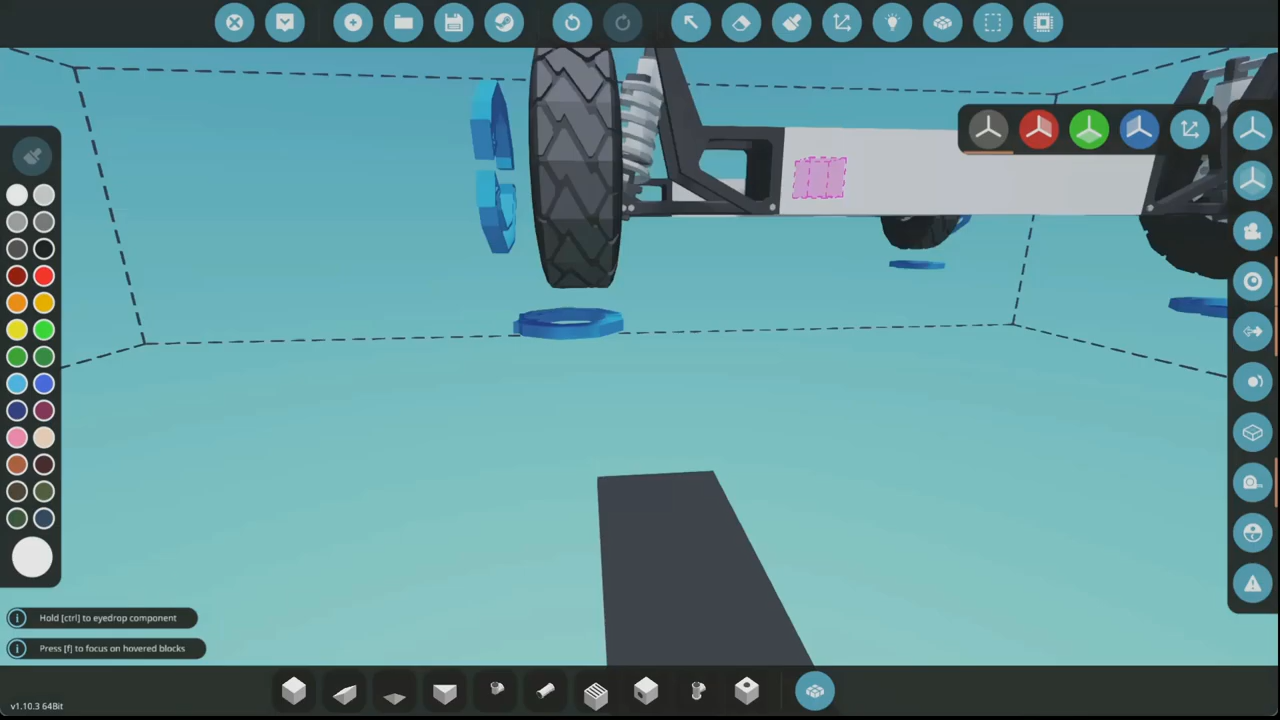 Hold [ctrl] to eyedrop component
Press [f] to focus on hovered blocks
v1.10.3 64Bit